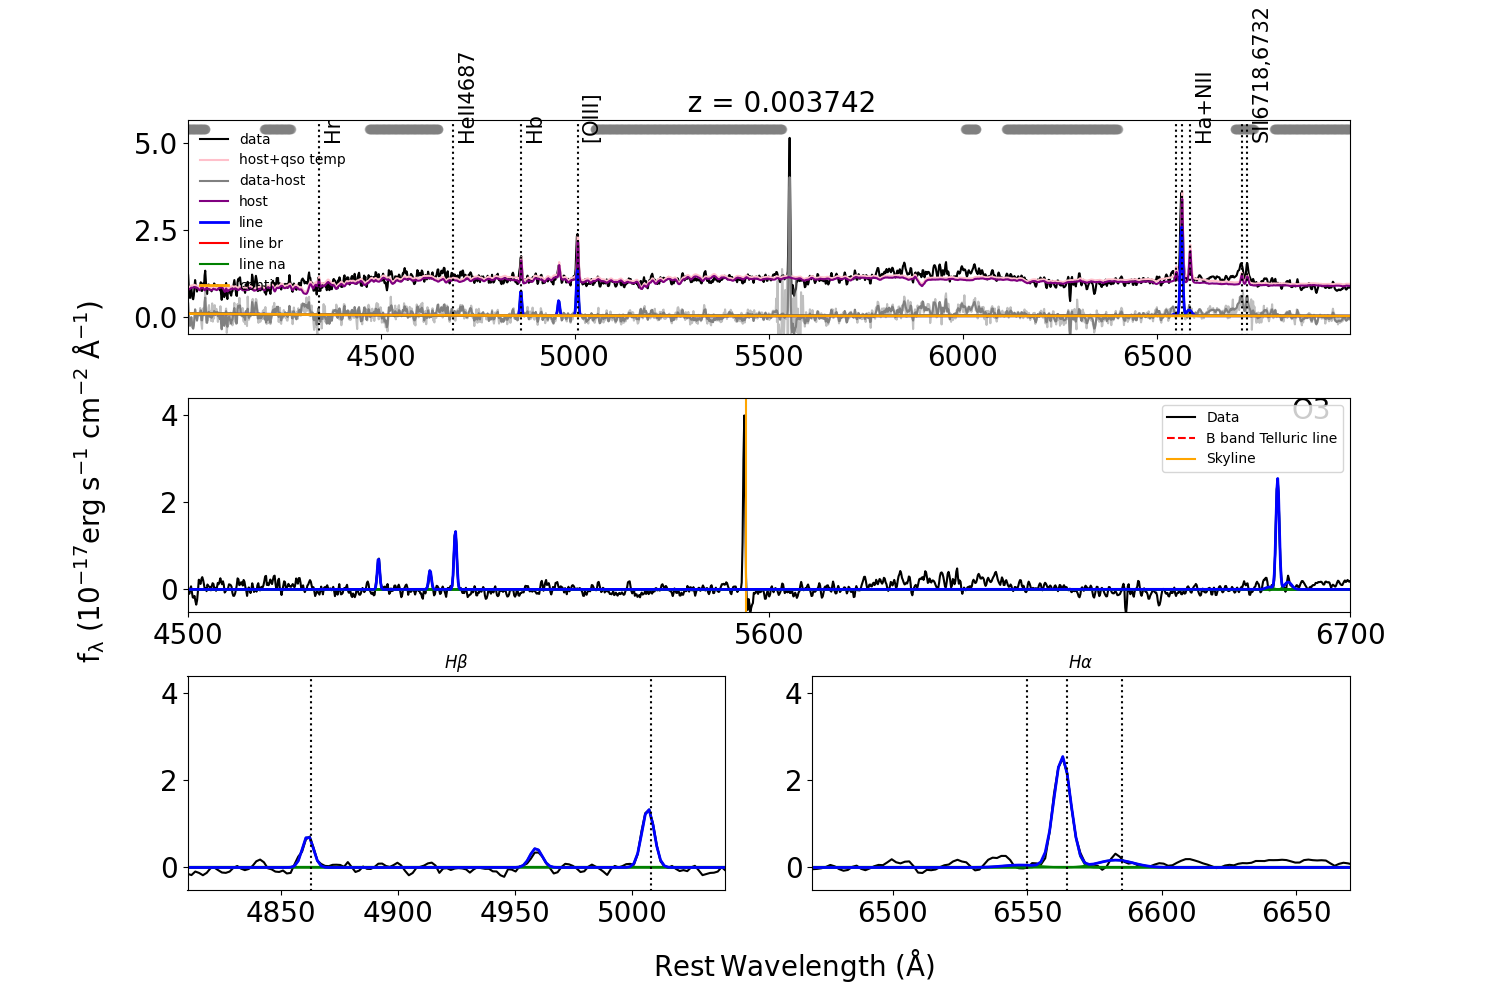 z = 0.003742
Hr
HeII4687
Hb
[OIII]
Ha+NII
SII6718,6732
data
host+qso temp
data-host
host
line
line br
line na
5.0
2.5
0.0
4500
5000
5500
6000
6500
fλ (10−17erg s−1 cm−2 Å−1)
O3
Data
B band Telluric line
Skyline
4
2
0
4500
5600
6700
Hβ
4
2
0
4850
4900
4950
5000
Hα
4
2
0
6500
6550
6600
6650
Rest Wavelength (Å)